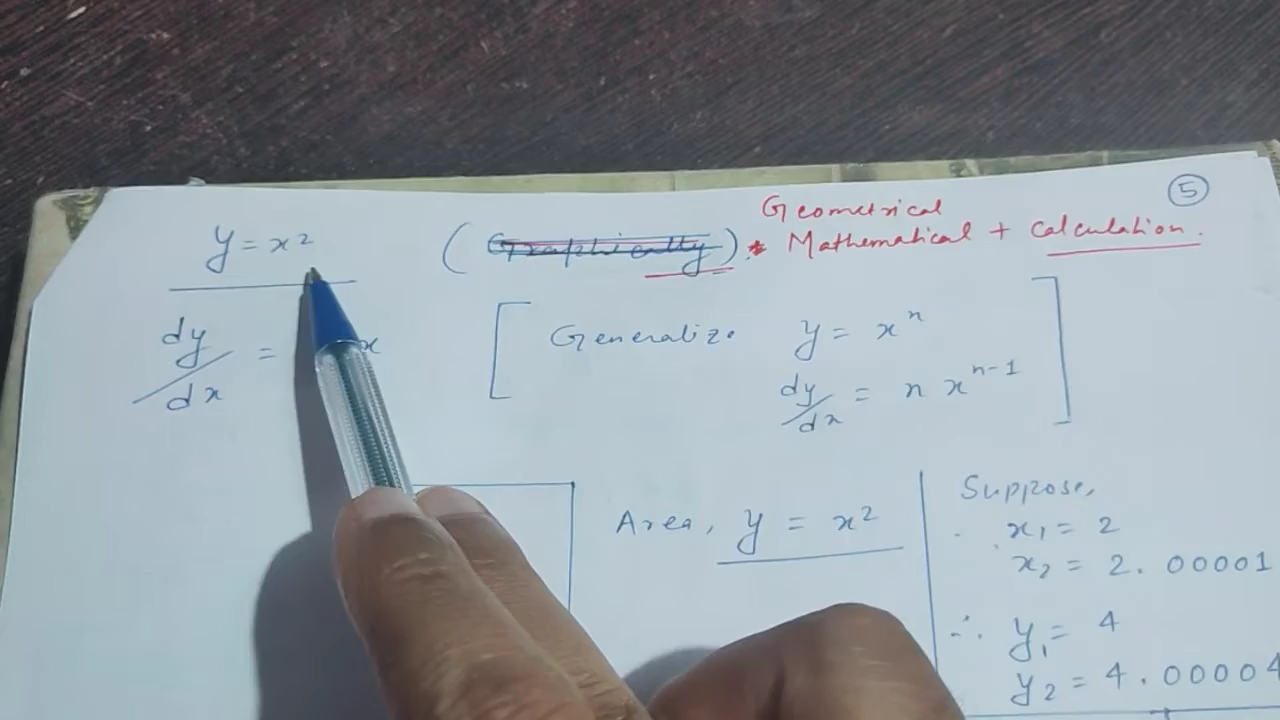 5
Geometrical
y = x² (Graphically) * Mathematical + Calculation.
dy/dx = x
Generalize y = xⁿ
dy/dx = n xⁿ⁻¹
Area, y = x²
Suppose,
x₁ = 2
x₂ = 2.00001
∴ y₁ = 4
y₂ = 4.00004